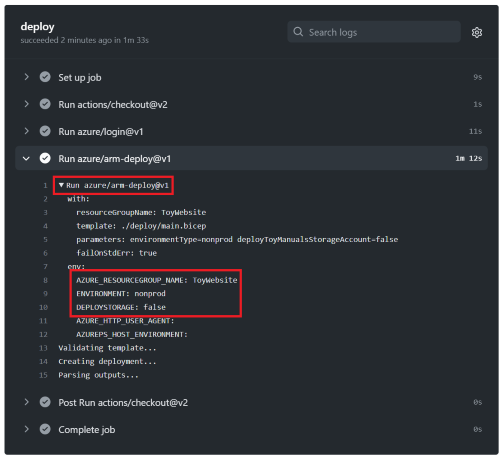 deploy
succeeded 2 minutes ago in 1m 33s
Search logs
Set up job 9s
Run actions/checkout@v2 1s
Run azure/login@v1 11s
Run azure/arm-deploy@v1 1m 12s
1 ▼Run azure/arm-deploy@v1
2 with:
3 resourceGroupName: ToyWebsite
4 template: ./deploy/main.bicep
5 parameters: environmentType=nonprod deployToyManualsStorageAccount=false
6 failOnStdErr: true
7 env:
8 AZURE_RESOURCEGROUP_NAME: ToyWebsite
9 ENVIRONMENT: nonprod
10 DEPLOYSTORAGE: false
11 AZURE_HTTP_USER_AGENT:
12 AZUREPS_HOST_ENVIRONMENT:
13 Validating template...
14 Creating deployment...
15 Parsing outputs...
Post Run actions/checkout@v2 0s
Complete job 0s